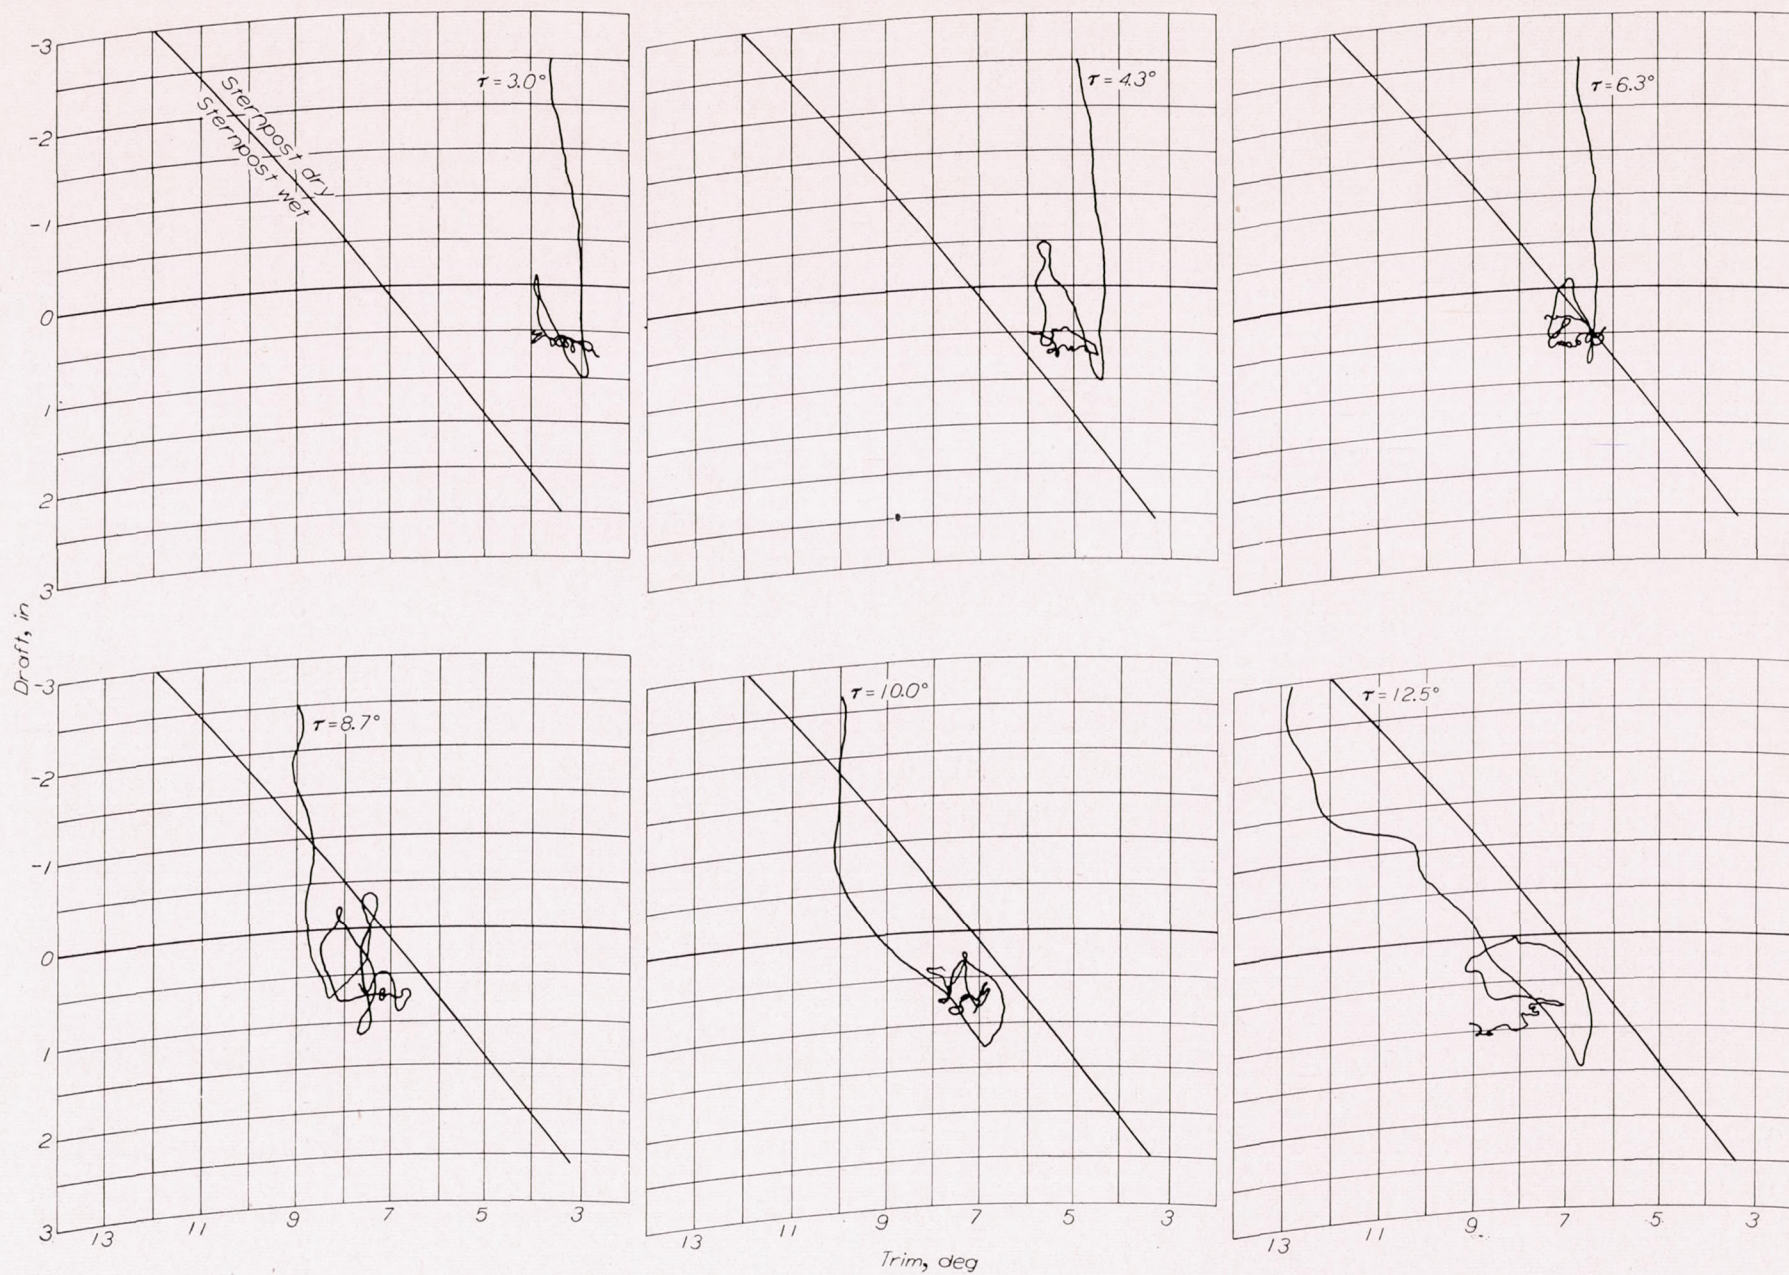 -3
-2
-1
0
1
2
3
Sternpost dry
Sternpost wet
τ = 3.0°
τ = 4.3°
τ = 6.3°
Draft, in
-3
-2
-1
0
1
2
3
τ = 8.7°
τ = 10.0°
τ = 12.5°
13 11 9 7 5 3
13 11 9 7 5 3
13 11 9 7 5 3
Trim, deg